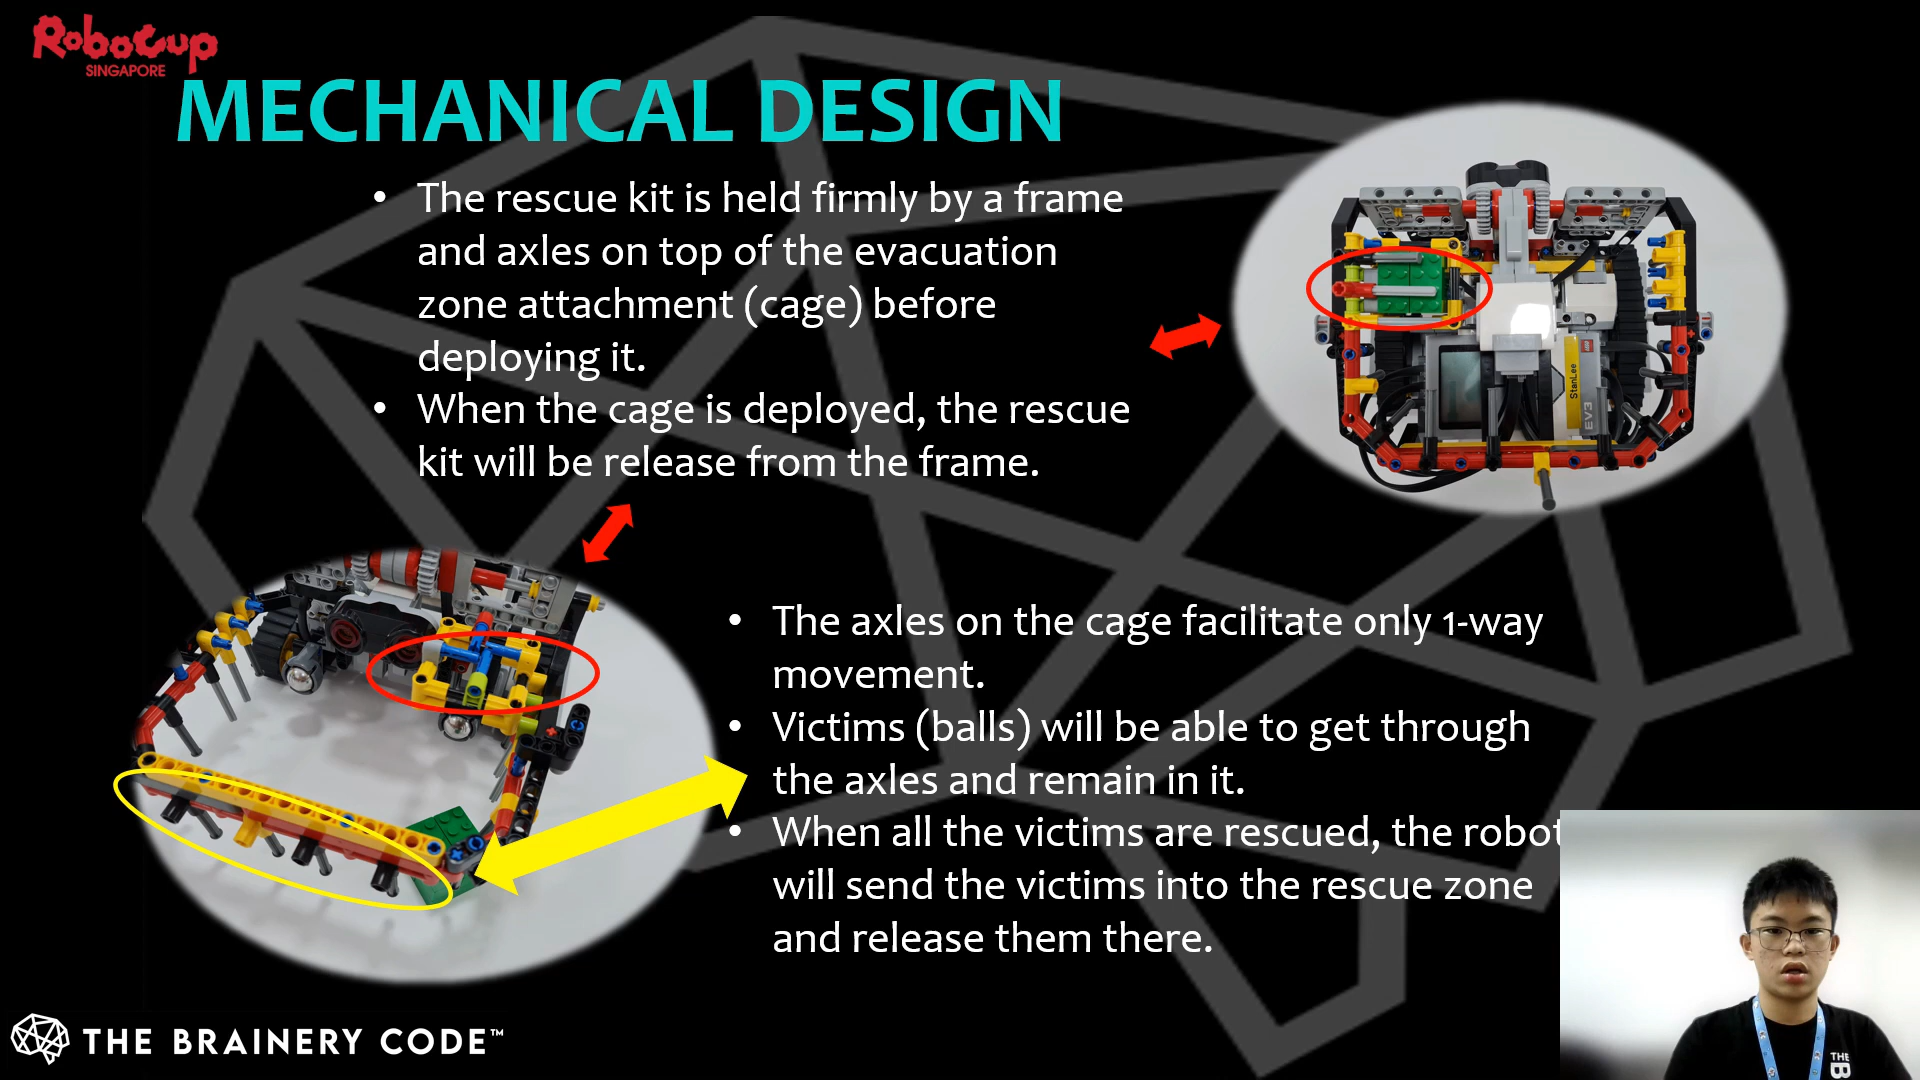 RoboCup
SINGAPORE
MECHANICAL DESIGN
• The rescue kit is held firmly by a frame
and axles on top of the evacuation
zone attachment (cage) before
deploying it.
• When the cage is deployed, the rescue
kit will be release from the frame.
StanLee
EV3
• The axles on the cage facilitate only 1-way
movement.
• Victims (balls) will be able to get through
the axles and remain in it.
• When all the victims are rescued, the robot
will send the victims into the rescue zone
and release them there.
THE BRAINERY CODE™
THE
B